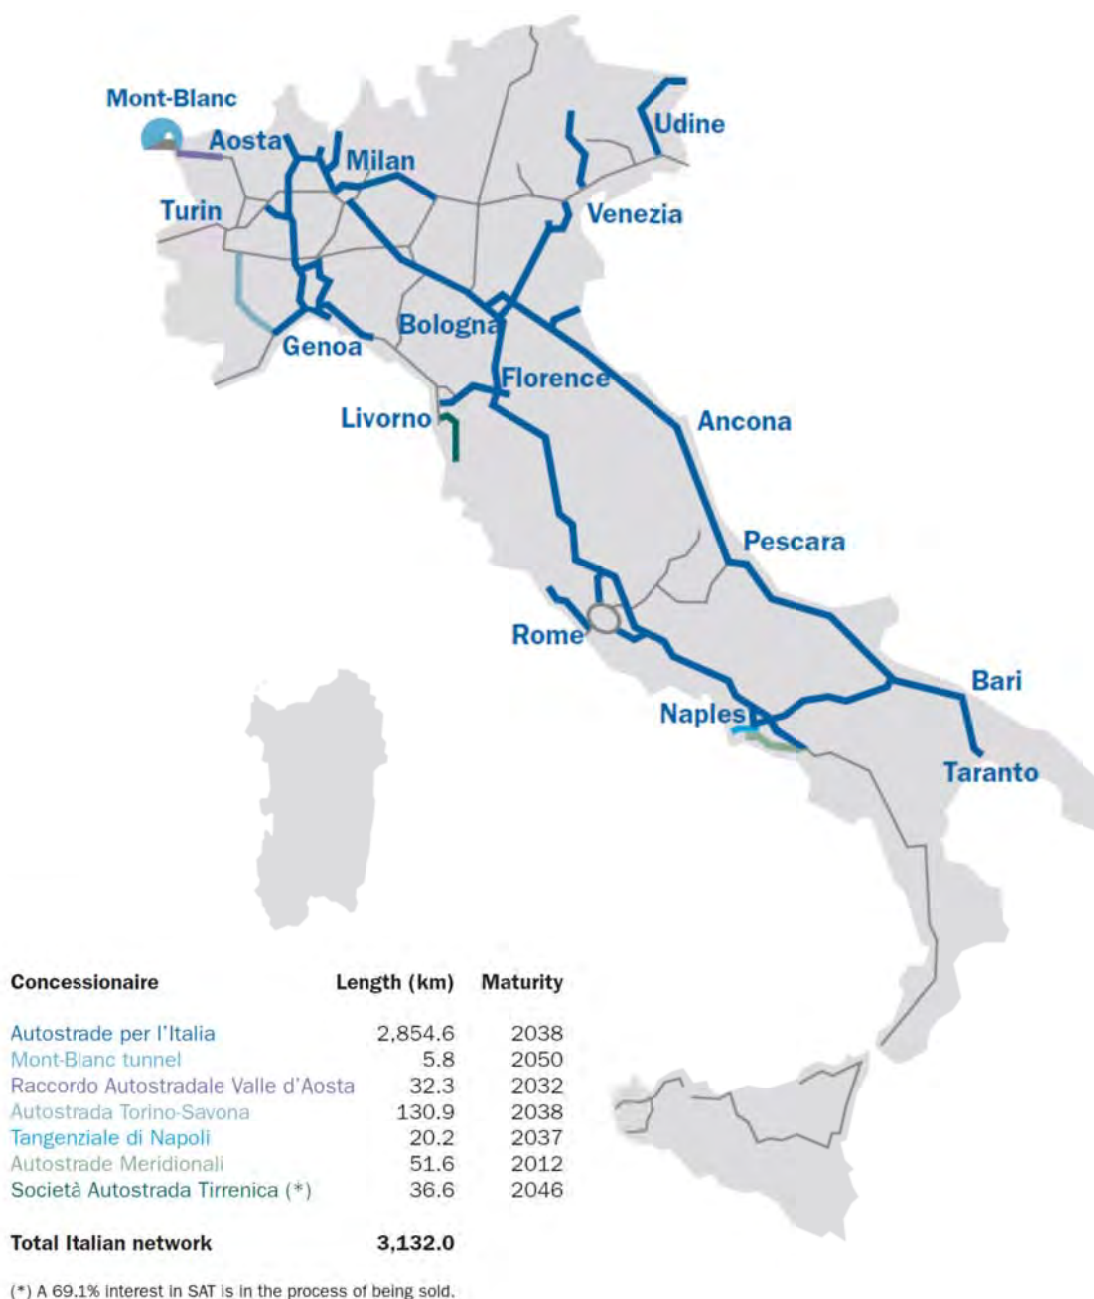 Mont-Blanc
Aosta
Udine
Milan
Turin
Venezia
Bologna
Genoa
Florence
Livorno
Ancona
Pescara
Rome
Bari
Naples
Taranto
Concessionaire Length (km) Maturity
Autostrade per l'Italia 2,854.6 2038
Mont-Blanc tunnel 5.8 2050
Raccordo Autostradale Valle d'Aosta 32.3 2032
Autostrada Torino-Savona 130.9 2038
Tangenziale di Napoli 20.2 2037
Autostrade Meridionali 51.6 2012
Società Autostrada Tirrenica (*) 36.6 2046
Total Italian network 3,132.0
(*) A 69.1% interest in SAT is in the process of being sold.